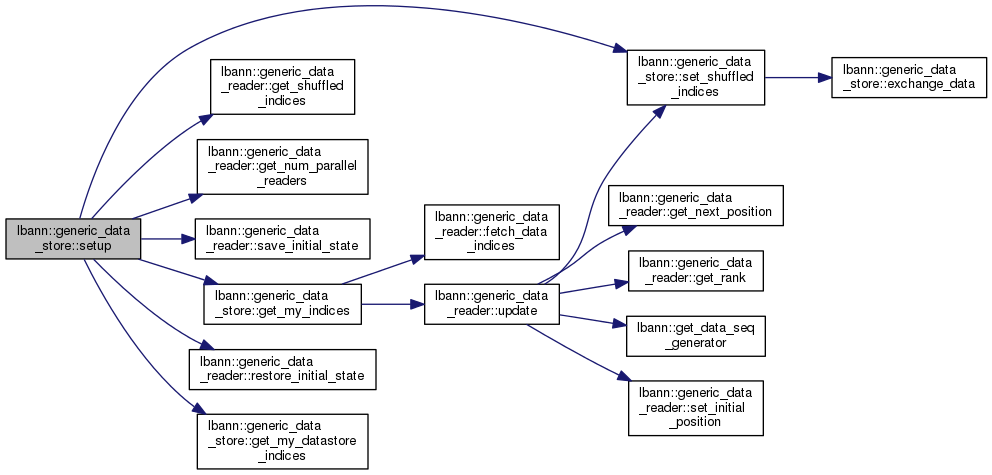 lbann::generic_data
_store::setup
lbann::generic_data
_reader::get_shuffled
_indices
lbann::generic_data
_reader::get_num_parallel
_readers
lbann::generic_data
_reader::save_initial_state
lbann::generic_data
_store::get_my_indices
lbann::generic_data
_reader::restore_initial_state
lbann::generic_data
_store::get_my_datastore
_indices
lbann::generic_data
_reader::fetch_data
_indices
lbann::generic_data
_reader::update
lbann::generic_data
_store::set_shuffled
_indices
lbann::generic_data
_reader::get_next_position
lbann::generic_data
_reader::get_rank
lbann::get_data_seq
_generator
lbann::generic_data
_reader::set_initial
_position
lbann::generic_data
_store::exchange_data